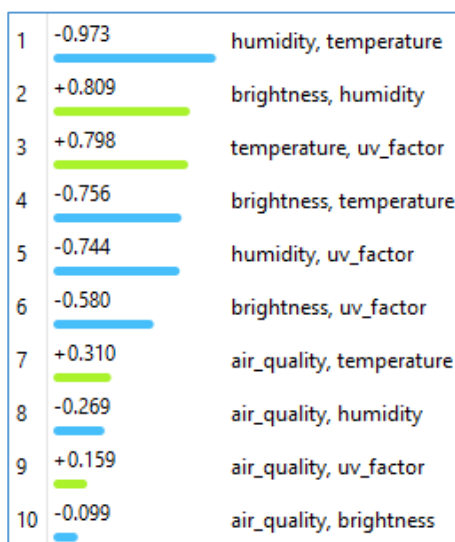 1 -0.973 humidity, temperature
2 +0.809 brightness, humidity
3 +0.798 temperature, uv_factor
4 -0.756 brightness, temperature
5 -0.744 humidity, uv_factor
6 -0.580 brightness, uv_factor
7 +0.310 air_quality, temperature
8 -0.269 air_quality, humidity
9 +0.159 air_quality, uv_factor
10 -0.099 air_quality, brightness